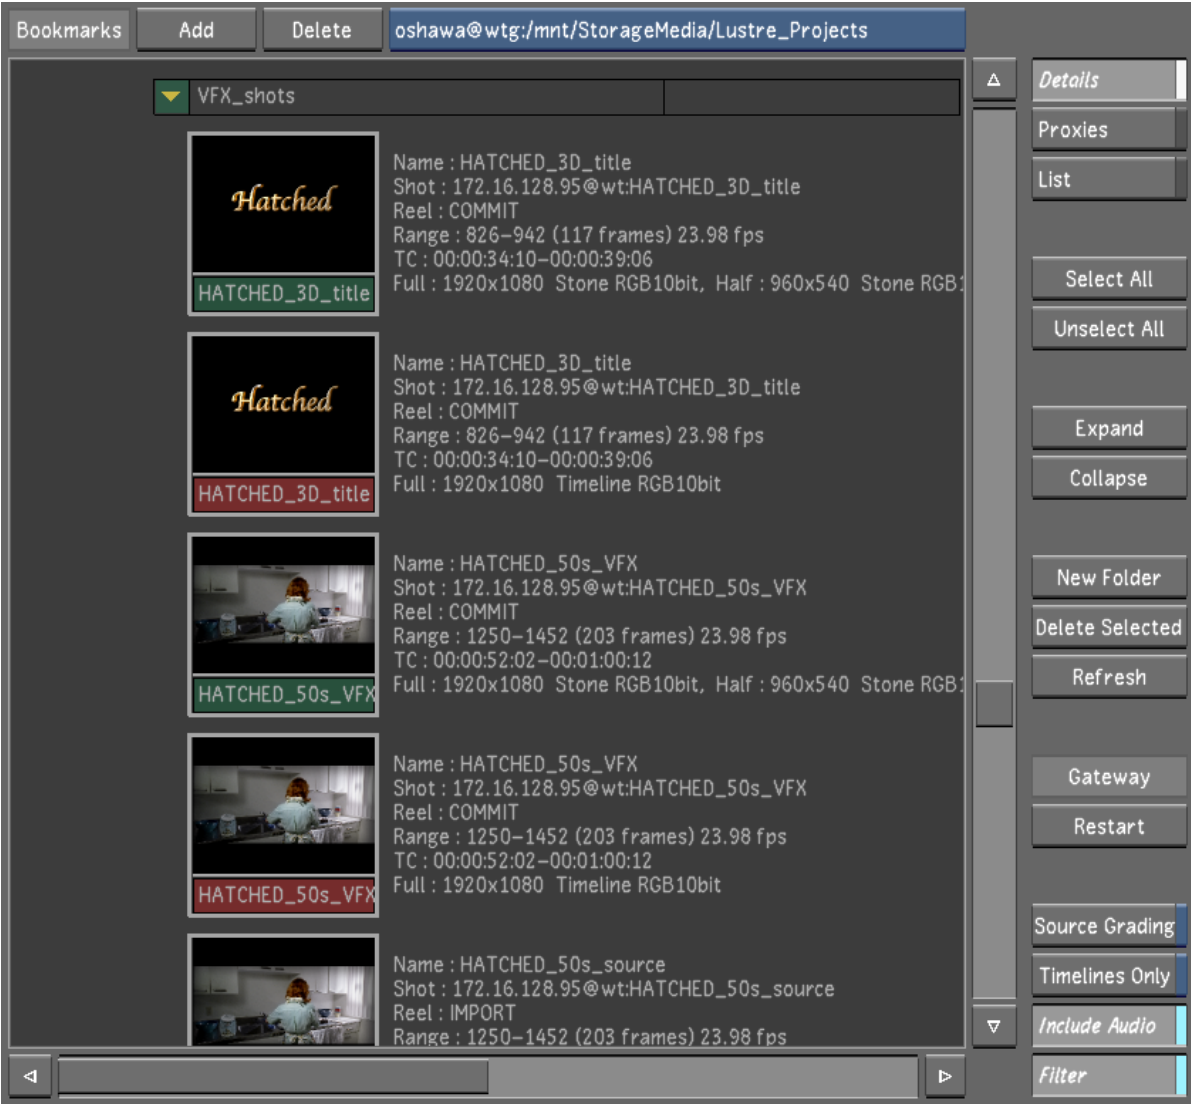 Bookmarks Add Delete oshawa@wtg:/mnt/StorageMedia/Lustre_Projects
VFX_shots
Hatched
HATCHED_3D_title
Name : HATCHED_3D_title
Shot : 172.16.128.95@wt:HATCHED_3D_title
Reel : COMMIT
Range : 826–942 (117 frames) 23.98 fps
TC : 00:00:34:10–00:00:39:06
Full : 1920x1080 Stone RGB10bit, Half : 960x540 Stone RGB1
Hatched
HATCHED_3D_title
Name : HATCHED_3D_title
Shot : 172.16.128.95@wt:HATCHED_3D_title
Reel : COMMIT
Range : 826–942 (117 frames) 23.98 fps
TC : 00:00:34:10–00:00:39:06
Full : 1920x1080 Timeline RGB10bit
HATCHED_50s_VFX
Name : HATCHED_50s_VFX
Shot : 172.16.128.95@wt:HATCHED_50s_VFX
Reel : COMMIT
Range : 1250–1452 (203 frames) 23.98 fps
TC : 00:00:52:02–00:01:00:12
Full : 1920x1080 Stone RGB10bit, Half : 960x540 Stone RGB1
HATCHED_50s_VFX
Name : HATCHED_50s_VFX
Shot : 172.16.128.95@wt:HATCHED_50s_VFX
Reel : COMMIT
Range : 1250–1452 (203 frames) 23.98 fps
TC : 00:00:52:02–00:01:00:12
Full : 1920x1080 Timeline RGB10bit
Name : HATCHED_50s_source
Shot : 172.16.128.95@wt:HATCHED_50s_source
Reel : IMPORT
Range : 1250–1452 (203 frames) 23.98 fps
Details
Proxies
List
Select All
Unselect All
Expand
Collapse
New Folder
Delete Selected
Refresh
Gateway
Restart
Source Grading
Timelines Only
Include Audio
Filter